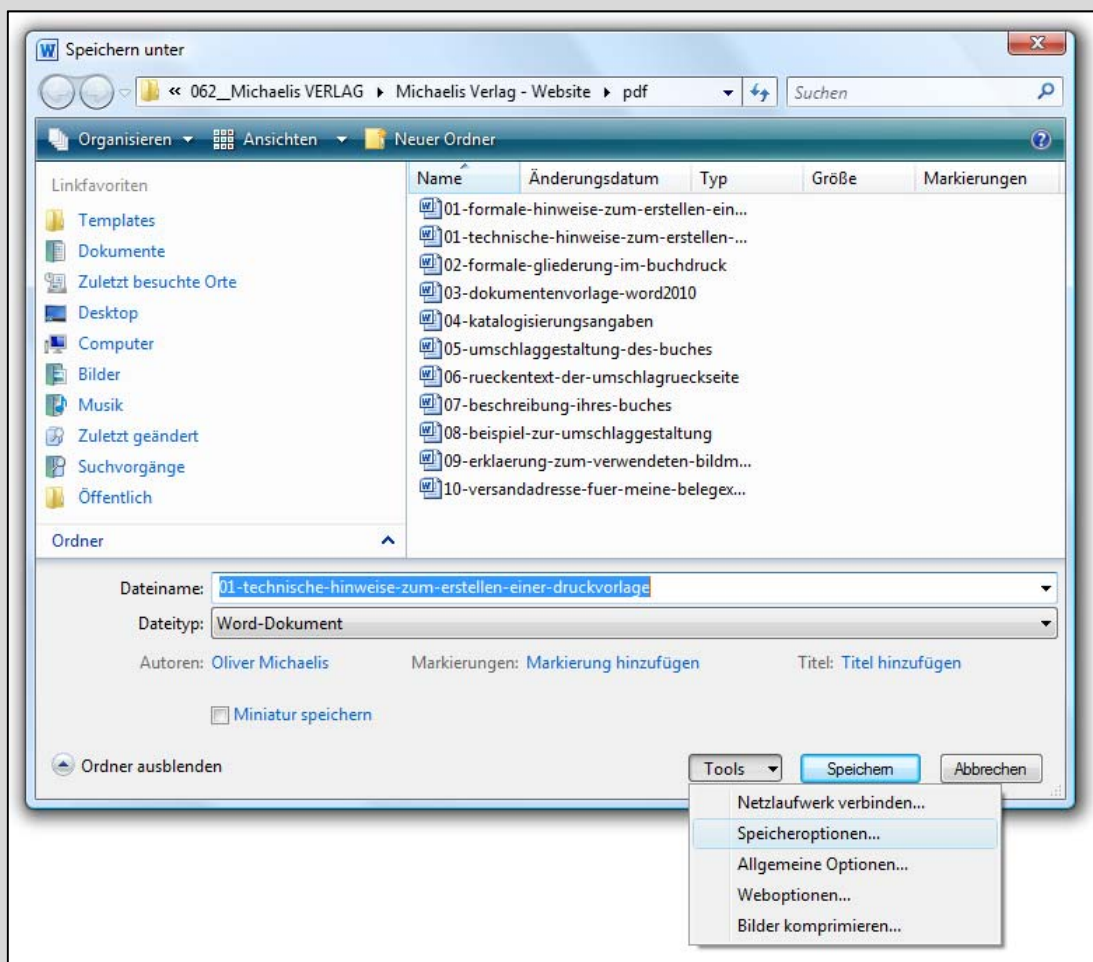 Speichern unter
« 062__Michaelis VERLAG ▸ Michaelis Verlag - Website ▸ pdf
Suchen
Organisieren Ansichten Neuer Ordner
Linkfavoriten
Templates
Dokumente
Zuletzt besuchte Orte
Desktop
Computer
Bilder
Musik
Zuletzt geändert
Suchvorgänge
Öffentlich
Ordner
Name Änderungsdatum Typ Größe Markierungen
01-formale-hinweise-zum-erstellen-ein...
01-technische-hinweise-zum-erstellen-...
02-formale-gliederung-im-buchdruck
03-dokumentenvorlage-word2010
04-katalogisierungsangaben
05-umschlaggestaltung-des-buches
06-rueckentext-der-umschlagrueckseite
07-beschreibung-ihres-buches
08-beispiel-zur-umschlaggestaltung
09-erklaerung-zum-verwendeten-bildm...
10-versandadresse-fuer-meine-belegex...
Dateiname: 01-technische-hinweise-zum-erstellen-einer-druckvorlage
Dateityp: Word-Dokument
Autoren: Oliver Michaelis Markierungen: Markierung hinzufügen Titel: Titel hinzufügen
Miniatur speichern
Ordner ausblenden
Tools Speichern Abbrechen
Netzlaufwerk verbinden...
Speicheroptionen...
Allgemeine Optionen...
Weboptionen...
Bilder komprimieren...